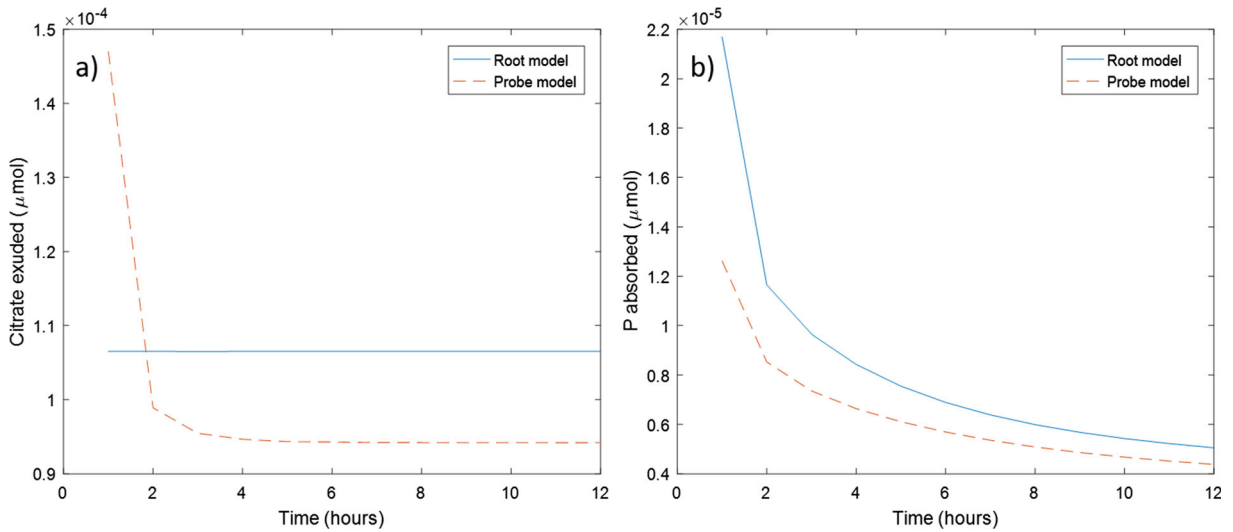 ×10⁻⁴
1.5
1.4
1.3
1.2
1.1
1
0.9
Citrate exuded (μmol)
a)
Root model
Probe model
0 2 4 6 8 10 12
Time (hours)
×10⁻⁵
2.2
2
1.8
1.6
1.4
1.2
1
0.8
0.6
0.4
P absorbed (μmol)
b)
Root model
Probe model
0 2 4 6 8 10 12
Time (hours)